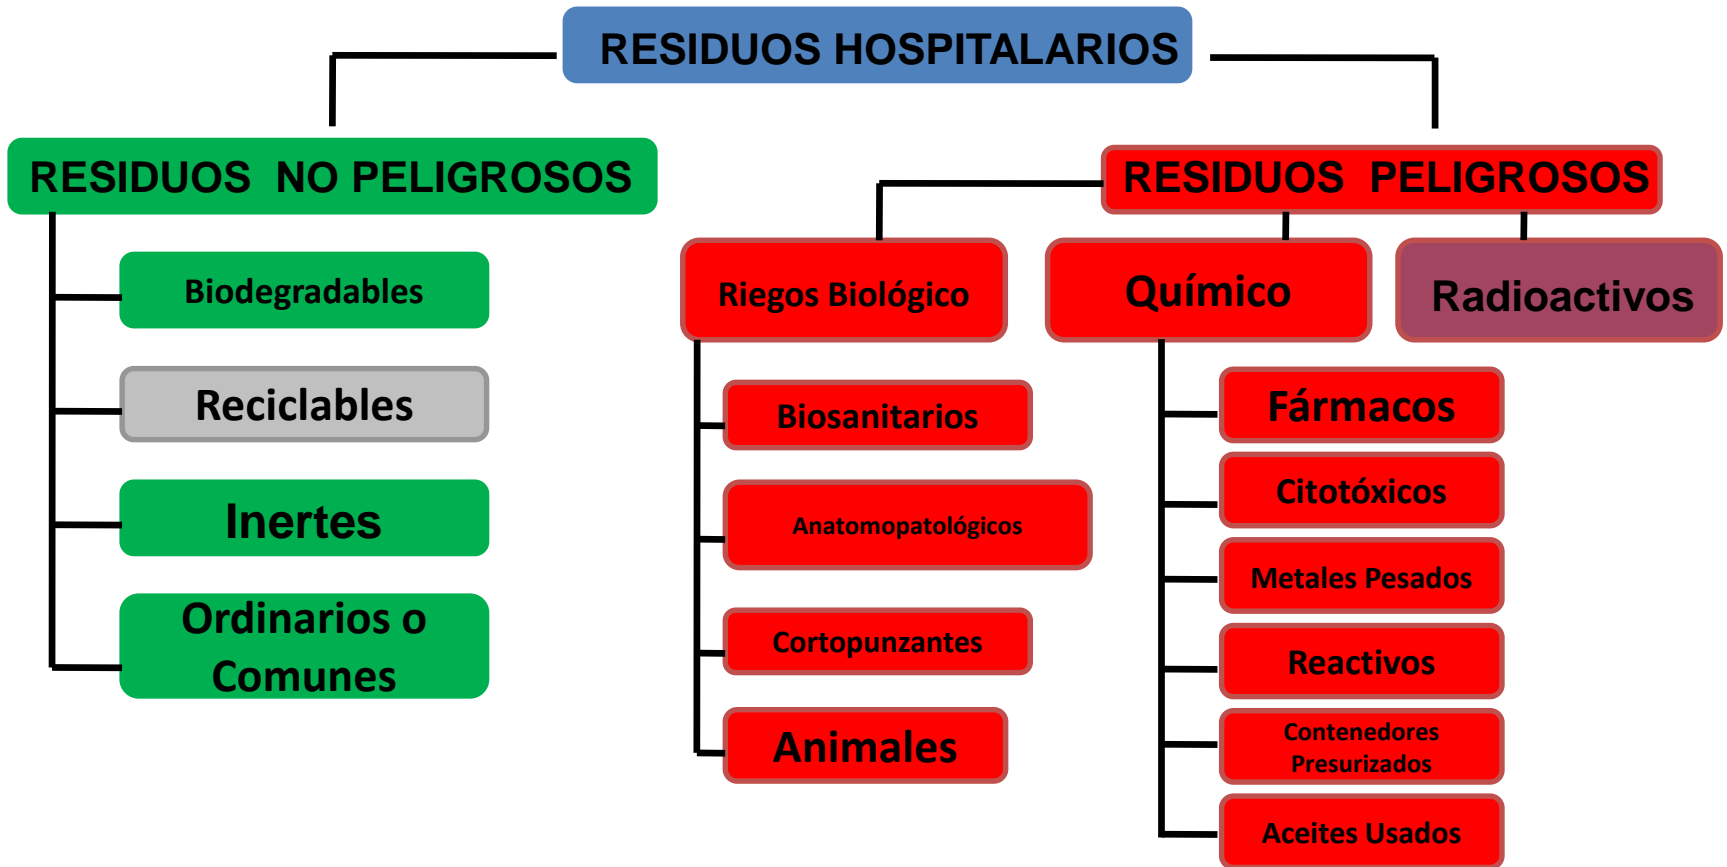 RESIDUOS HOSPITALARIOS
RESIDUOS NO PELIGROSOS
Biodegradables
Reciclables
Inertes
Ordinarios o
Comunes
RESIDUOS PELIGROSOS
Riegos Biológico
Biosanitarios
Anatomopatológicos
Cortopunzantes
Animales
Químico
Fármacos
Citotóxicos
Metales Pesados
Reactivos
Contenedores
Presurizados
Aceites Usados
Radioactivos